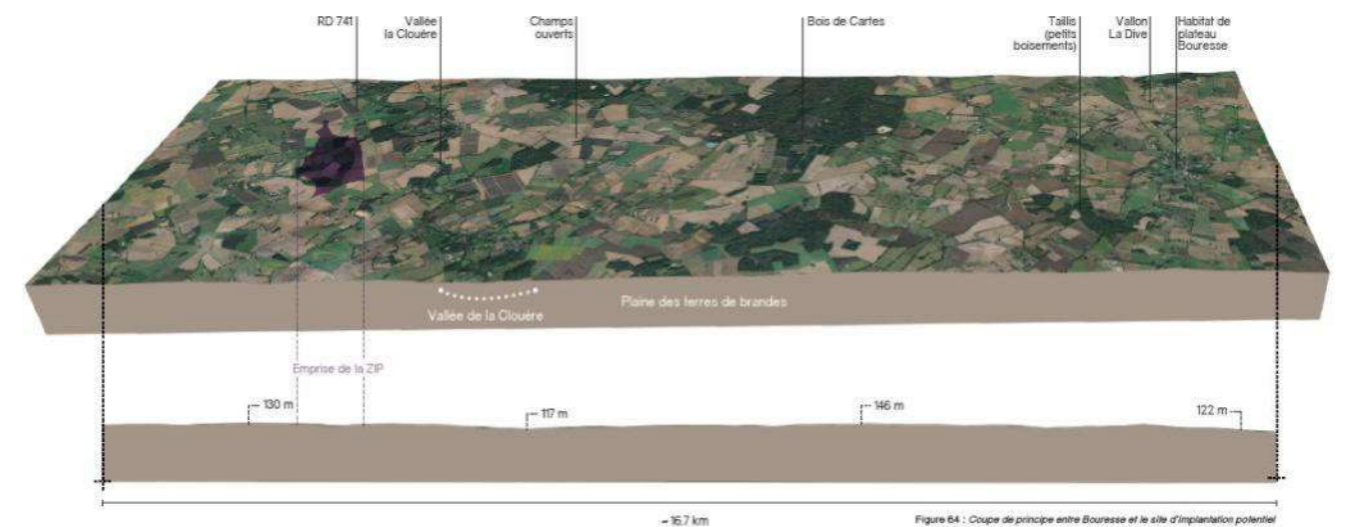 RD 741
Vallée
la Clouère
Champs
ouverts
Bois de Cartes
Taillis
(petits
boisements)
Vallon
La Dive
Habitat de
plateau
Bouresse
Vallée de la Clouère
Plaine des terres de brandes
Emprise de la ZIP
130 m
117 m
146 m
122 m
~ 16.7 km
Figure 64 : Coupe de principe entre Bouresse et le site d'implantation potentiel